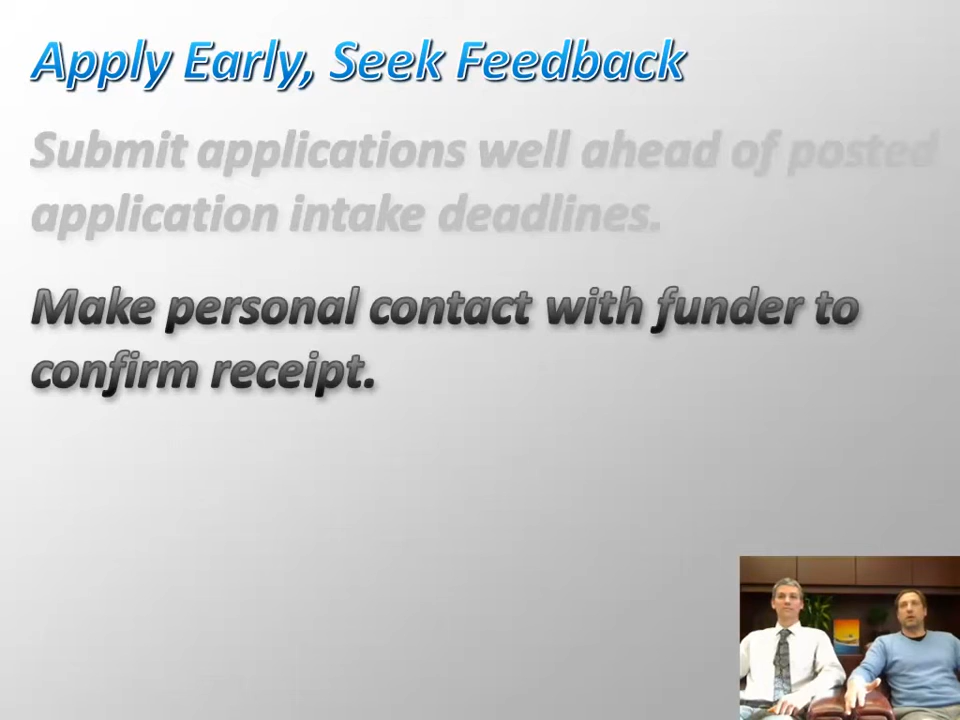 Apply Early, Seek Feedback
Submit applications well ahead of posted
application intake deadlines.
Make personal contact with funder to
confirm receipt.